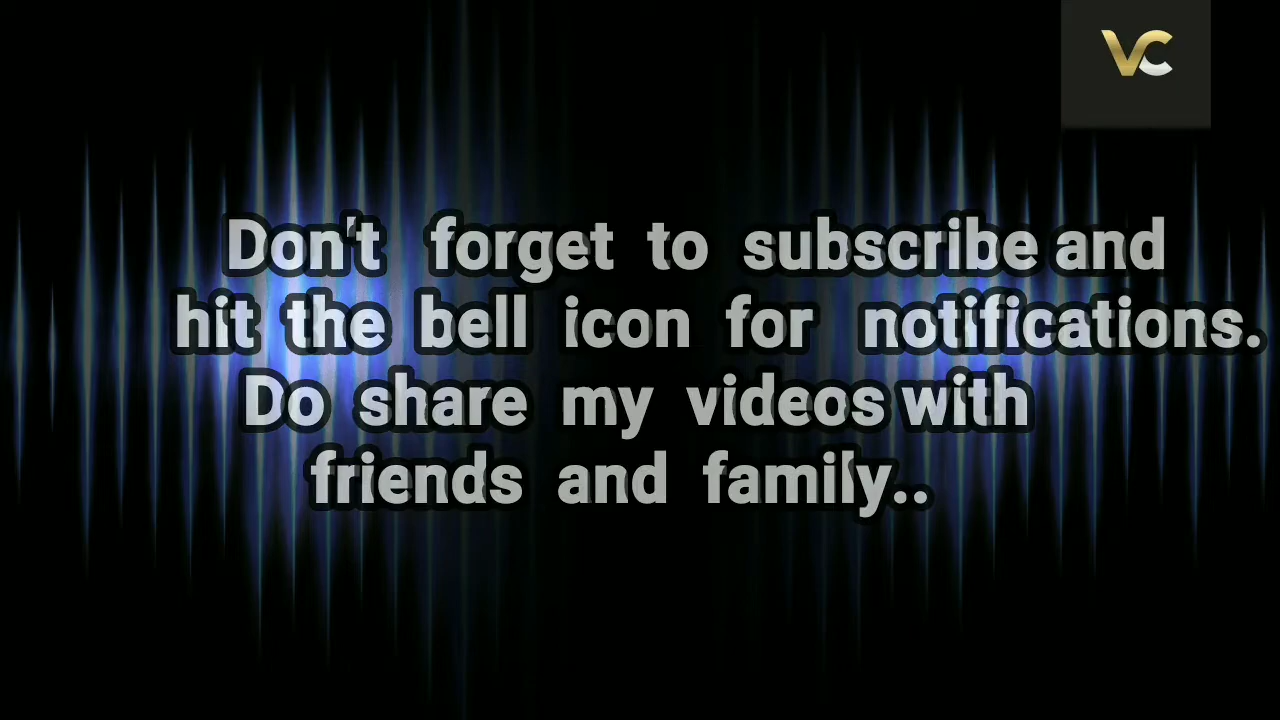 VC
Don't forget to subscribe and
hit the bell icon for notifications.
Do share my videos with
friends and family..